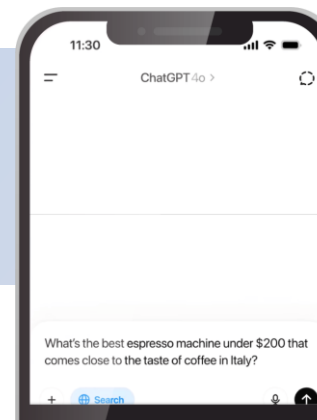 11:30
ChatGPT 4o >
What's the best espresso machine under $200 that
comes close to the taste of coffee in Italy?
+ Search